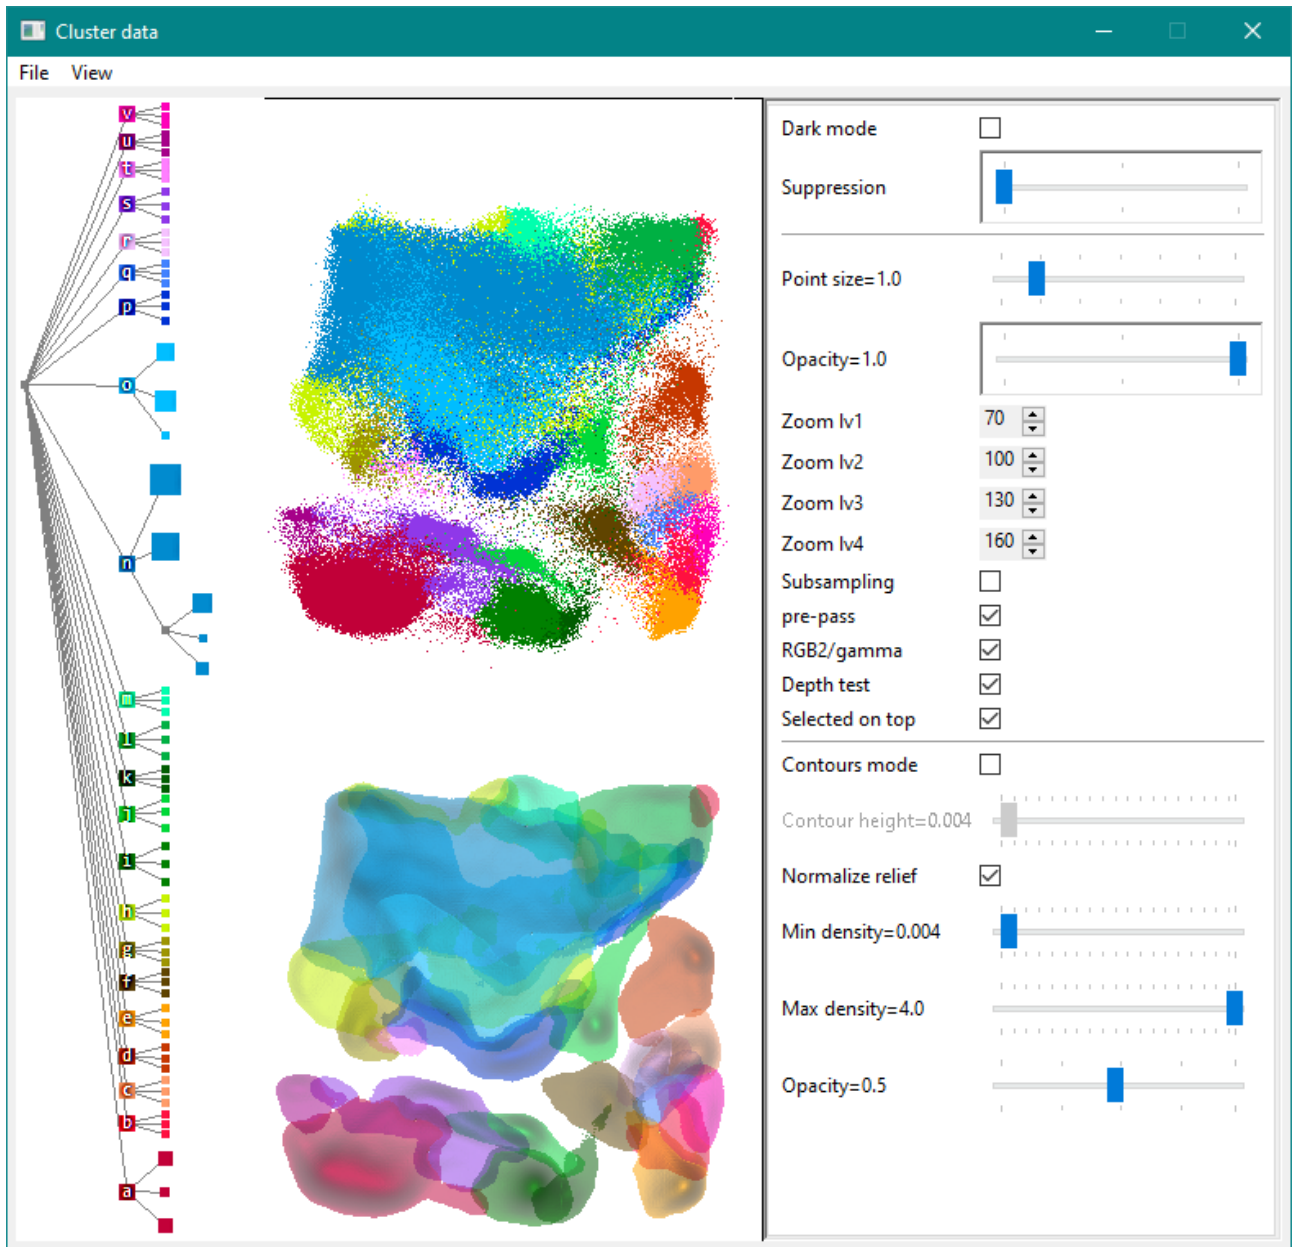 Cluster data
File View
v
u
t
s
r
q
p
o
n
m
l
k
j
i
h
g
f
e
d
c
b
a
Dark mode
Suppression
Point size=1.0
Opacity=1.0
Zoom lv1 70
Zoom lv2 100
Zoom lv3 130
Zoom lv4 160
Subsampling
pre-pass
RGB2/gamma
Depth test
Selected on top
Contours mode
Contour height=0.004
Normalize relief
Min density=0.004
Max density=4.0
Opacity=0.5